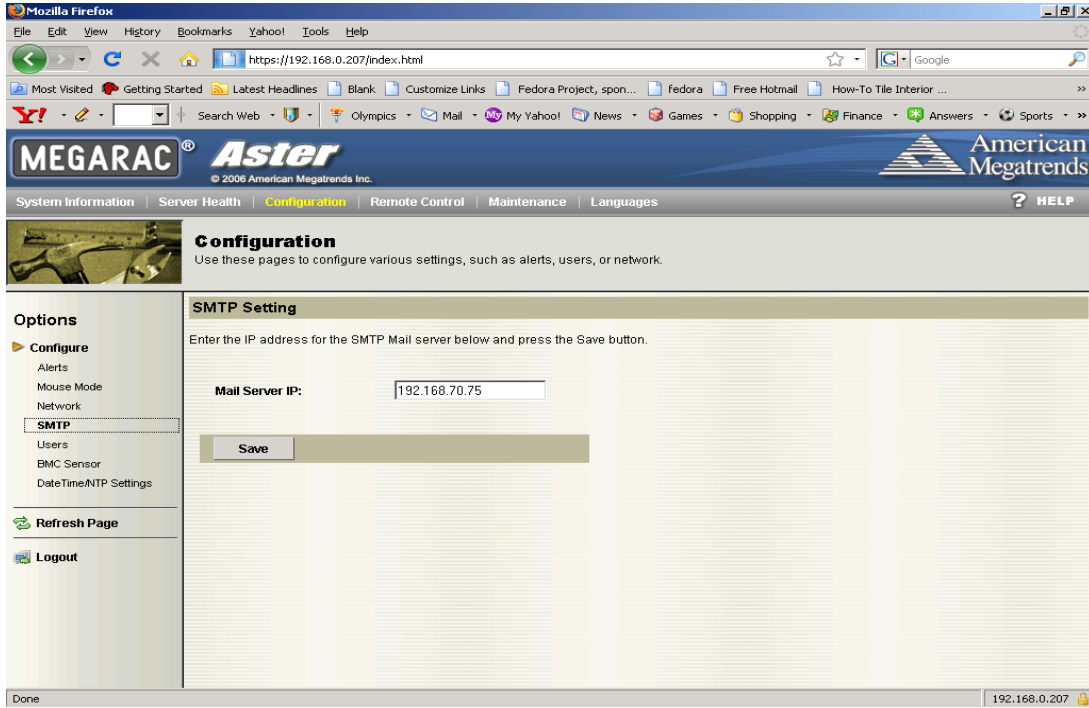 Mozilla Firefox
File Edit View History Bookmarks Yahoo! Tools Help
https://192.168.0.207/index.html
G Google
Most Visited Getting Started Latest Headlines Blank Customize Links Fedora Project, spon... fedora Free Hotmail How-To Tile Interior ... »
Y! Search Web Olympics Mail My Yahoo! News Games Shopping Finance Answers Sports »
MEGARAC® Aster
© 2006 American Megatrends Inc.
American Megatrends
System Information | Server Health | Configuration | Remote Control | Maintenance | Languages
? HELP
Configuration
Use these pages to configure various settings, such as alerts, users, or network.
Options
Configure
Alerts
Mouse Mode
Network
SMTP
Users
BMC Sensor
DateTime/NTP Settings
Refresh Page
Logout
SMTP Setting
Enter the IP address for the SMTP Mail server below and press the Save button.
Mail Server IP: 192.168.70.75
Save
Done
192.168.0.207